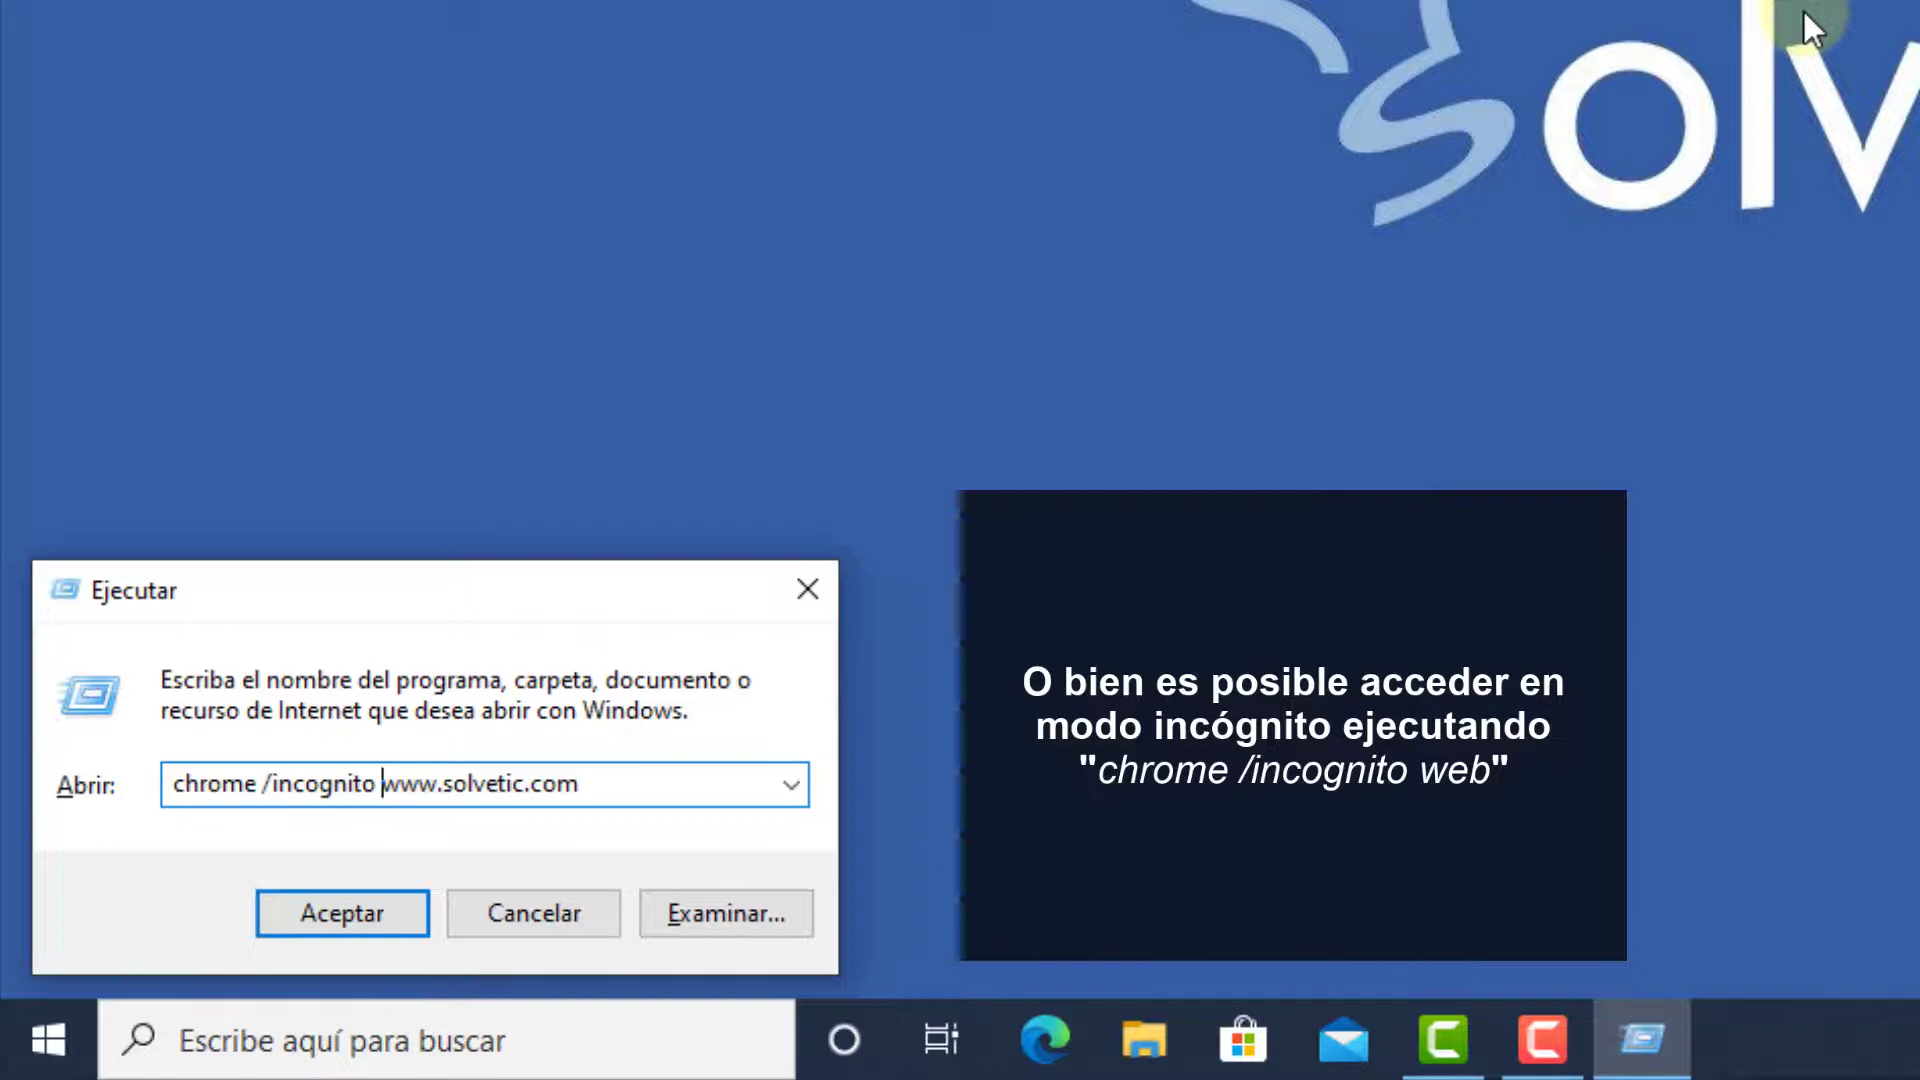 Solv
Ejecutar
Escriba el nombre del programa, carpeta, documento o
recurso de Internet que desea abrir con Windows.
Abrir:
chrome /incognito www.solvetic.com
Aceptar
Cancelar
Examinar...
O bien es posible acceder en
modo incógnito ejecutando
"chrome /incognito web"
Escribe aquí para buscar